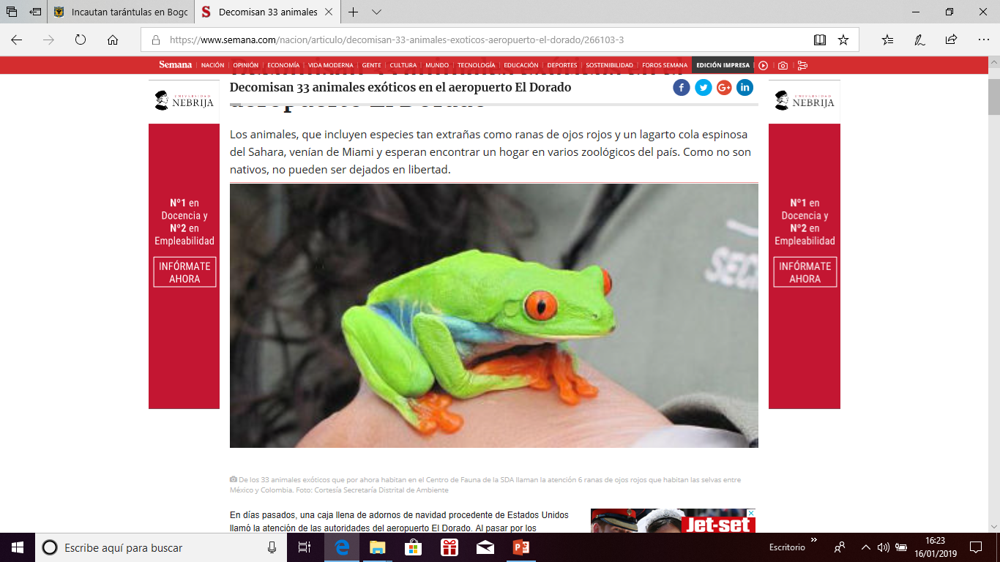 Incautan tarántulas en Bogo
Decomisan 33 animales
https://www.semana.com/nacion/articulo/decomisan-33-animales-exoticos-aeropuerto-el-dorado/266103-3
Semana NACIÓN OPINIÓN ECONOMÍA VIDA MODERNA GENTE CULTURA MUNDO TECNOLOGÍA EDUCACIÓN DEPORTES SOSTENIBILIDAD FOROS SEMANA EDICIÓN IMPRESA
Decomisan 33 animales exóticos en el aeropuerto El Dorado
aeropuerto El Dorado
Los animales, que incluyen especies tan extrañas como ranas de ojos rojos y un lagarto cola espinosa
del Sahara, venían de Miami y esperan encontrar un hogar en varios zoológicos del país. Como no son
nativos, no pueden ser dejados en libertad.
UNIVERSIDAD
NEBRIJA
Nº1 en
Docencia y
Nº2 en
Empleabilidad
INFÓRMATE
AHORA
SECR
UNIVERSIDAD
NEBRIJA
Nº1 en
Docencia y
Nº2 en
Empleabilidad
INFÓRMATE
AHORA
De los 33 animales exóticos que por ahora habitan en el Centro de Fauna de la SDA llaman la atención 6 ranas de ojos rojos que habitan las selvas entre
México y Colombia. Foto: Cortesía Secretaría Distrital de Ambiente
En días pasados, una caja llena de adornos de navidad procedente de Estados Unidos
llamó la atención de las autoridades del aeropuerto El Dorado. Al pasar por los
Jet-set
Escribe aquí para buscar
Escritorio
16:23
16/01/2019